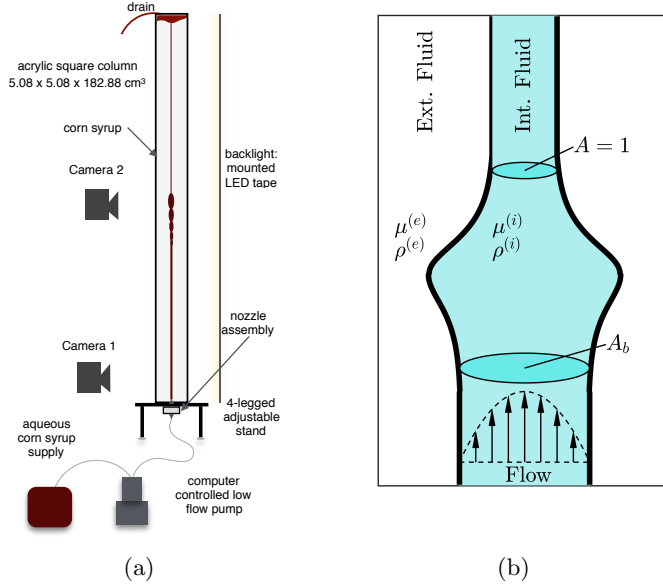 drain
acrylic square column
5.08 x 5.08 x 182.88 cm³
corn syrup
Camera 2
backlight:
mounted
LED tape
nozzle
assembly
Camera 1
4-legged
adjustable
stand
aqueous
corn syrup
supply
computer
controlled low
flow pump
(a)
Ext. Fluid
Int. Fluid
A = 1
μ⁽ᵉ⁾
ρ⁽ᵉ⁾
μ⁽ⁱ⁾
ρ⁽ⁱ⁾
A_b
Flow
(b)